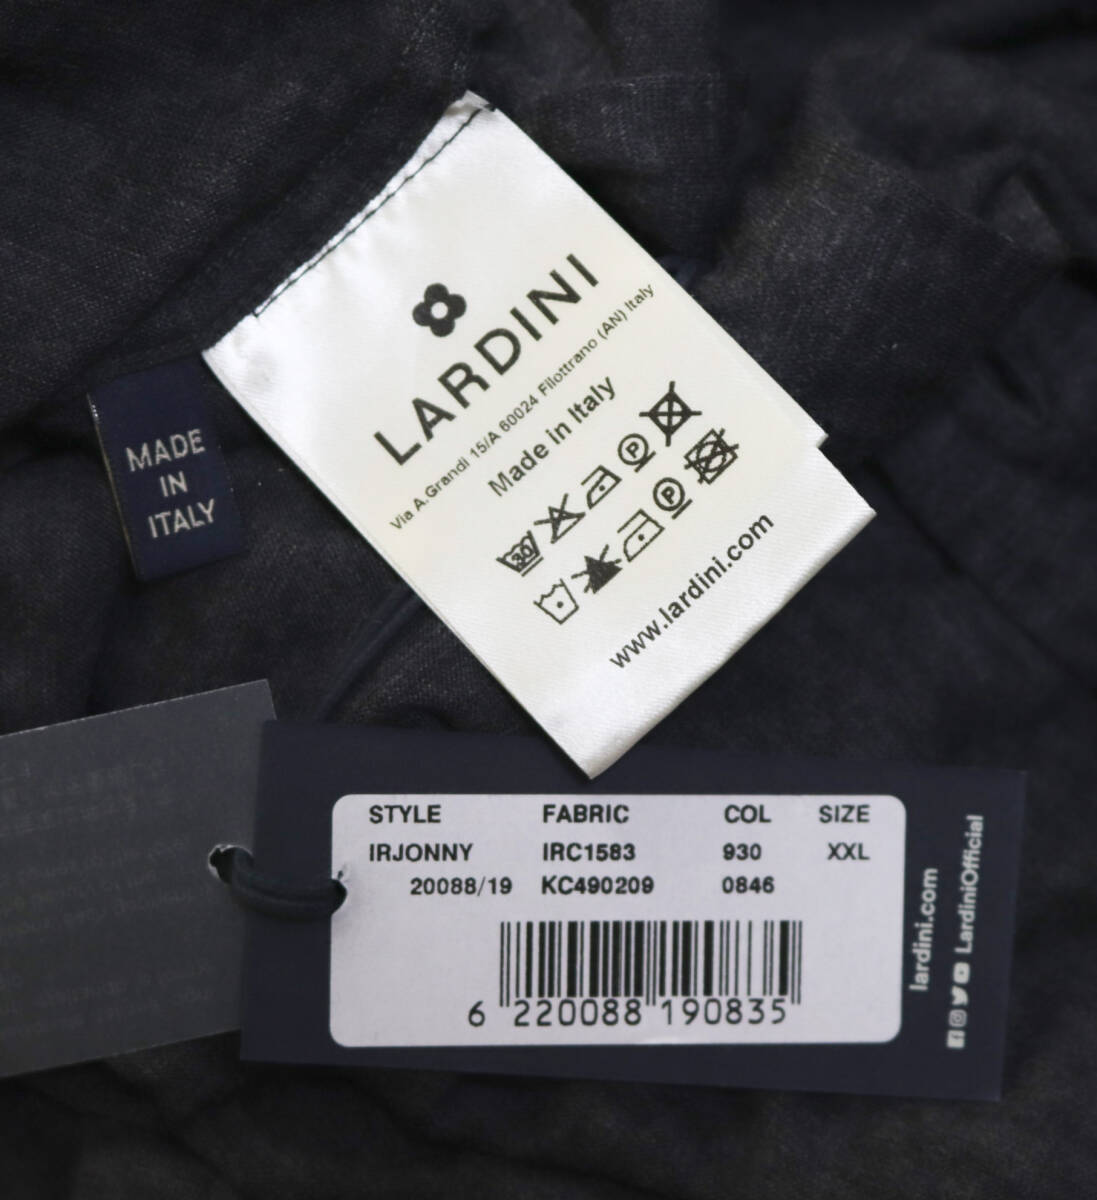 LARDINI
Via A.Grandi 15/A 60024 Filottrano (AN) Italy
Made in Italy
P
30
P
www.lardini.com
MADE
IN
ITALY
STYLE FABRIC COL SIZE
IRJONNY IRC1583 930 XXL
20088/19 KC490209 0846
6 220088 190835
lardini.com
LardiniOfficial